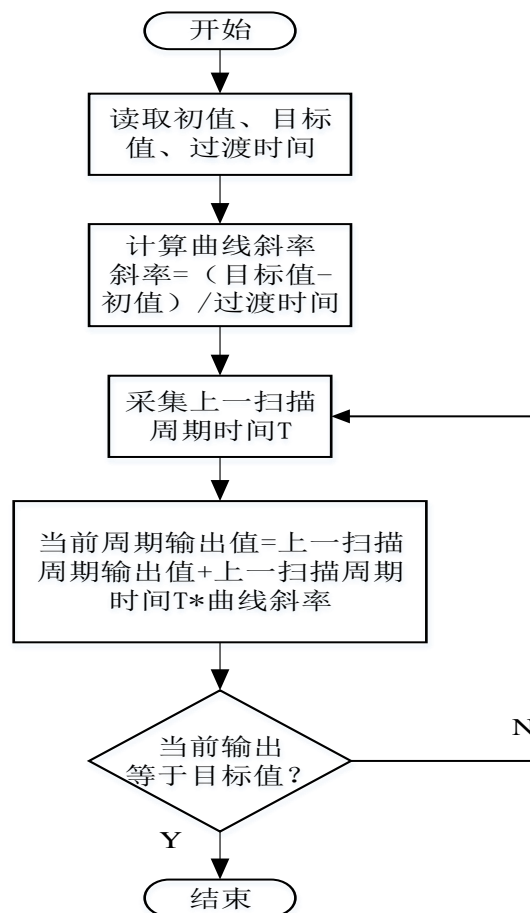 开始
读取初值、目标
值、过渡时间
计算曲线斜率
斜率=（目标值-
初值）/过渡时间
采集上一扫描
周期时间T
当前周期输出值=上一扫描
周期输出值+上一扫描周期
时间T*曲线斜率
当前输出
等于目标值？
N
Y
结束